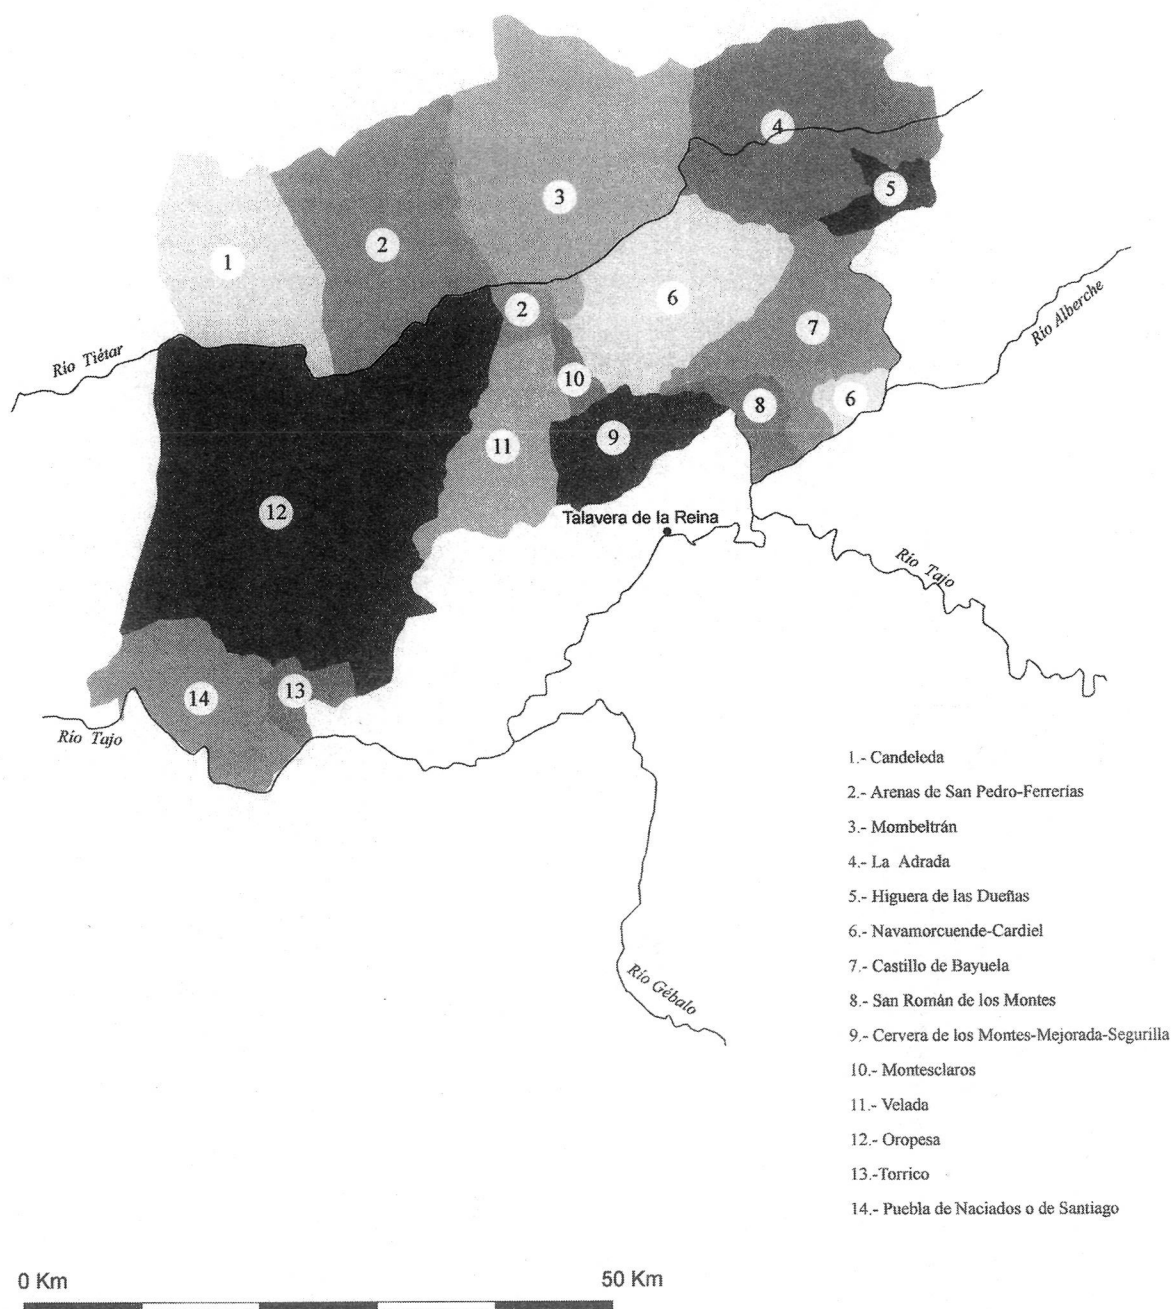 4
5
3
2
1
6
2
7
Río Alberche
Río Tiétar
10
6
8
9
11
12
Talavera de la Reina
Río Tajo
14
13
Río Tajo
1.- Candeleda
2.- Arenas de San Pedro-Ferrerías
3.- Mombeltrán
4.- La Adrada
5.- Higuera de las Dueñas
6.- Navamorcuende-Cardiel
7.- Castillo de Bayuela
8.- San Román de los Montes
9.- Cervera de los Montes-Mejorada-Segurilla
10.- Montesclaros
11.- Velada
12.- Oropesa
13.-Torrico
14.- Puebla de Naciados o de Santiago
Río Gébalo
0 Km 50 Km